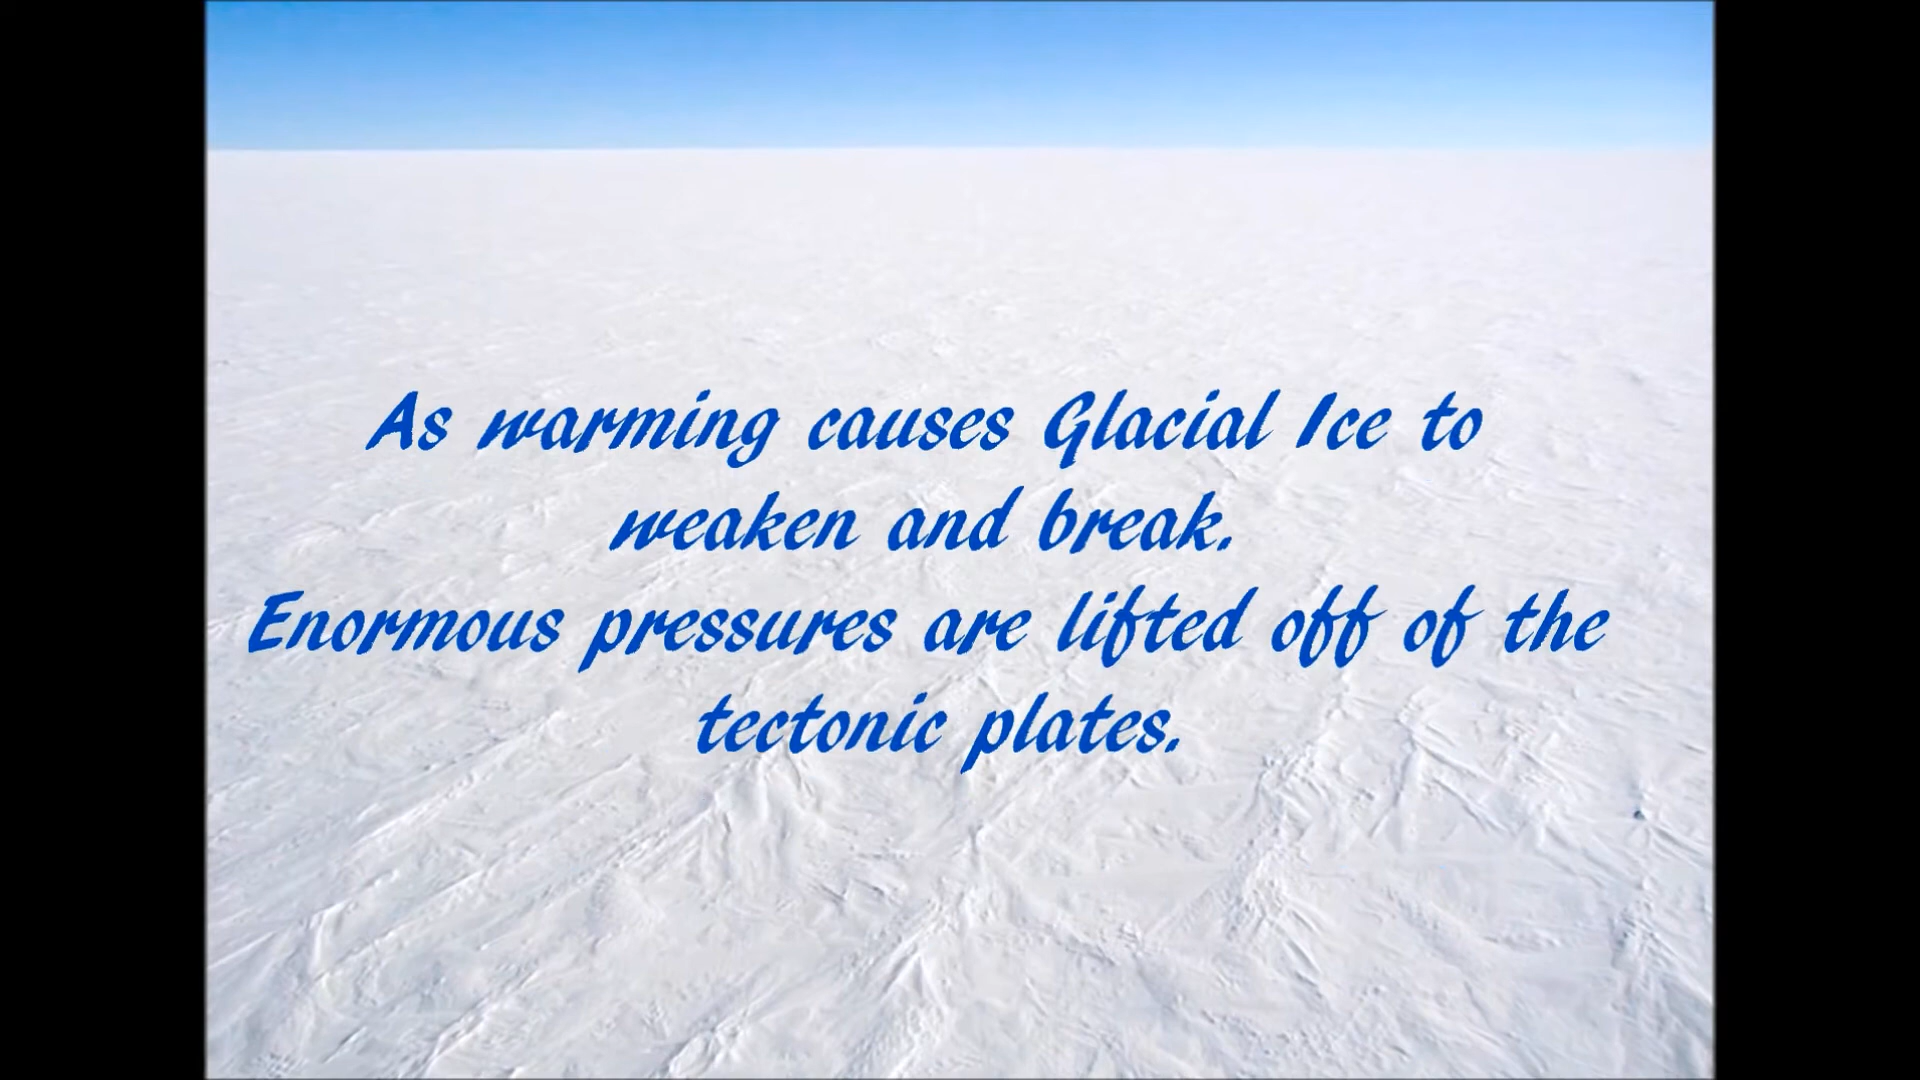 As warming causes Glacial Ice to
weaken and break.
Enormous pressures are lifted off of the
tectonic plates.